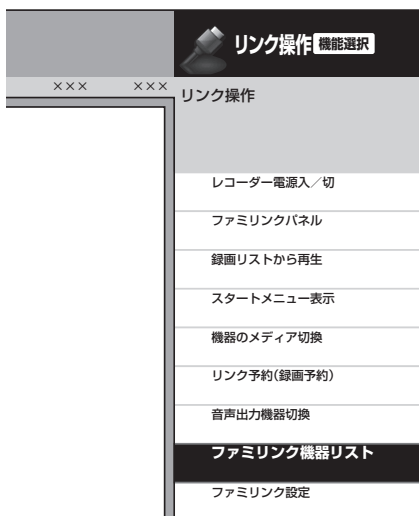 リンク操作 機能選択
××× ×××
リンク操作
レコーダー電源入／切
ファミリンクパネル
録画リストから再生
スタートメニュー表示
機器のメディア切換
リンク予約(録画予約)
音声出力機器切換
ファミリンク機器リスト
ファミリンク設定